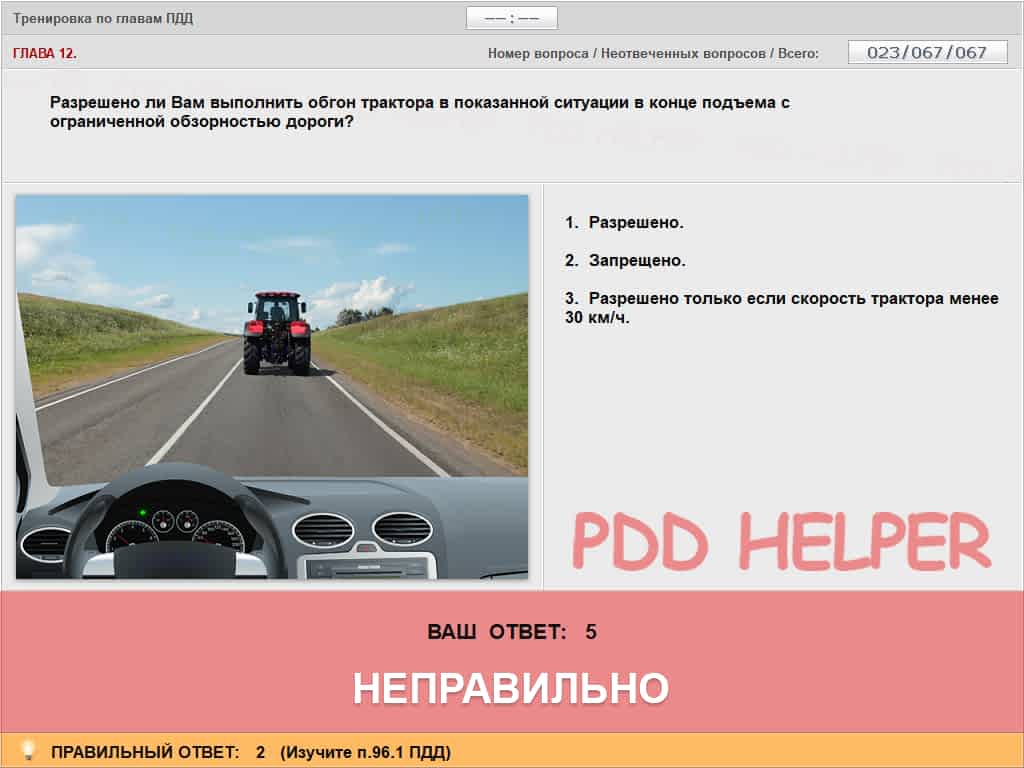 Тренировка по главам ПДД
—— : ——
ГЛАВА 12.
Номер вопроса / Неотвеченных вопросов / Всего:
023/067/067
Разрешено ли Вам выполнить обгон трактора в показанной ситуации в конце подъема с
ограниченной обзорностью дороги?
1. Разрешено.
2. Запрещено.
3. Разрешено только если скорость трактора менее
30 км/ч.
PDD HELPER
ВАШ ОТВЕТ: 5
НЕПРАВИЛЬНО
ПРАВИЛЬНЫЙ ОТВЕТ: 2 (Изучите п.96.1 ПДД)